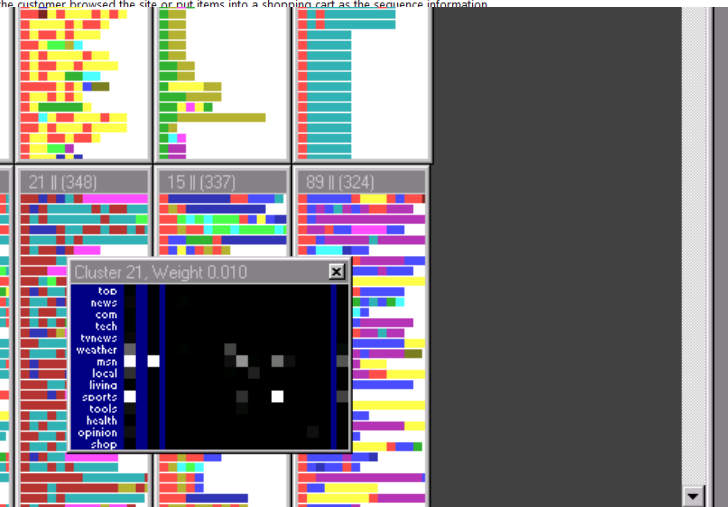 the customer browsed the site or put items into a shopping cart as the sequence information
21 || (348)
15 || (337)
89 || (324)
Cluster 21, Weight 0.010
top
news
com
tech
tvnews
weather
msn
local
living
sports
tools
health
opinion
shop